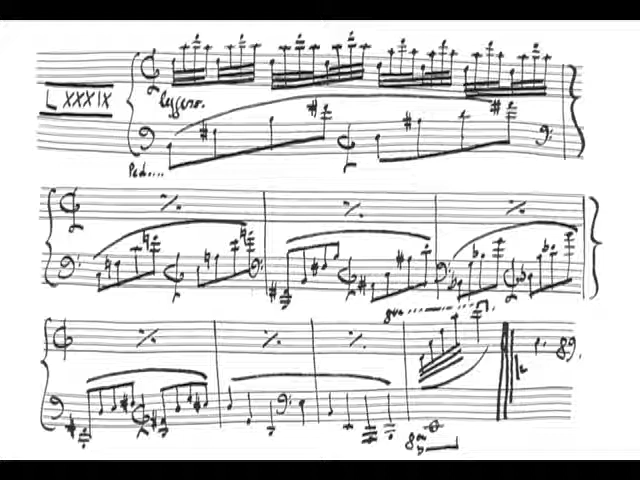 LXXXIX
leggero.
Ped....
8va
p. 89.
8va